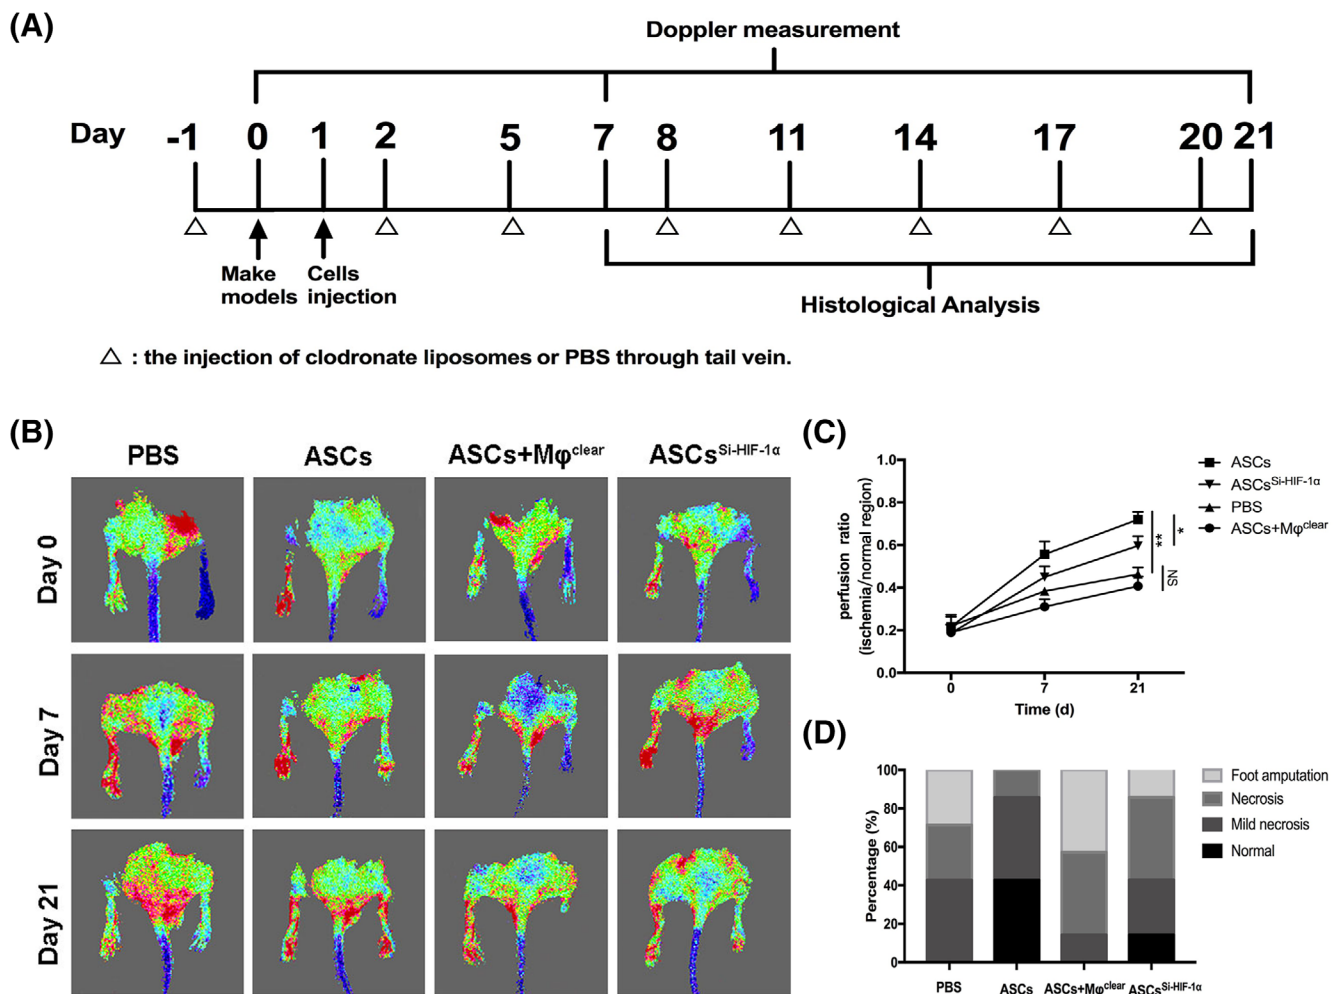 (A)
Doppler measurement
Day -1 0 1 2 5 7 8 11 14 17 20 21
Make models
Cells injection
Histological Analysis
△ : the injection of clodronate liposomes or PBS through tail vein.
(B)
PBS ASCs ASCs+Mφclear ASCsSi-HIF-1α
Day 0
Day 7
Day 21
(C)
perfusion ratio
(ischemia/normal region)
1.0
0.8
0.6
0.4
0.2
0.0
0 7 21
Time (d)
ASCs
ASCsSi-HIF-1α
PBS
ASCs+Mφclear
**
*
NS
(D)
Percentage (%)
100
80
60
40
20
0
PBS ASCs ASCs+Mφclear ASCsSi-HIF-1α
Foot amputation
Necrosis
Mild necrosis
Normal